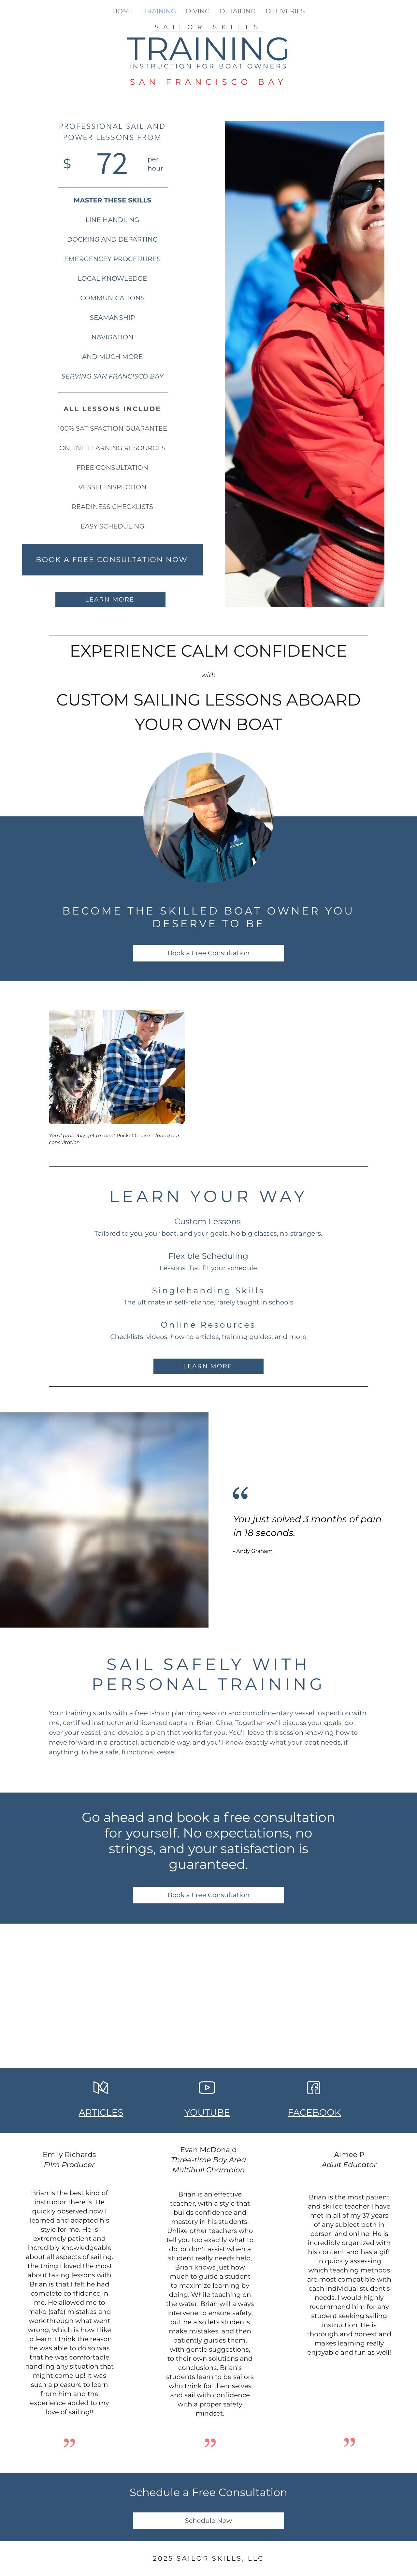 HOME TRAINING DIVING DETAILING DELIVERIES
SAILOR SKILLS
TRAINING
INSTRUCTION FOR BOAT OWNERS
SAN FRANCISCO BAY
PROFESSIONAL SAIL AND
POWER LESSONS FROM
$ 72 per
hour
MASTER THESE SKILLS
LINE HANDLING
DOCKING AND DEPARTING
EMERGENCEY PROCEDURES
LOCAL KNOWLEDGE
COMMUNICATIONS
SEAMANSHIP
NAVIGATION
AND MUCH MORE
SERVING SAN FRANCISCO BAY
ALL LESSONS INCLUDE
100% SATISFACTION GUARANTEE
ONLINE LEARNING RESOURCES
FREE CONSULTATION
VESSEL INSPECTION
READINESS CHECKLISTS
EASY SCHEDULING
BOOK A FREE CONSULTATION NOW
LEARN MORE
EXPERIENCE CALM CONFIDENCE
with
CUSTOM SAILING LESSONS ABOARD
YOUR OWN BOAT
BECOME THE SKILLED BOAT OWNER YOU
DESERVE TO BE
Book a Free Consultation
You'll probably get to meet Pocket Cruiser during our
consultation
LEARN YOUR WAY
Custom Lessons
Tailored to you, your boat, and your goals. No big classes, no strangers.
Flexible Scheduling
Lessons that fit your schedule
Singlehanding Skills
The ultimate in self-reliance, rarely taught in schools
Online Resources
Checklists, videos, how-to articles, training guides, and more
LEARN MORE
“
You just solved 3 months of pain
in 18 seconds.
- Andy Graham
SAIL SAFELY WITH
PERSONAL TRAINING
Your training starts with a free 1-hour planning session and complimentary vessel inspection with
me, certified instructor and licensed captain, Brian Cline. Together we'll discuss your goals, go
over your vessel, and develop a plan that works for you. You'll leave this session knowing how to
move forward in a practical, actionable way, and you'll know exactly what your boat needs, if
anything, to be a safe, functional vessel.
Go ahead and book a free consultation
for yourself. No expectations, no
strings, and your satisfaction is
guaranteed.
Book a Free Consultation
ARTICLES YOUTUBE FACEBOOK
Emily Richards
Film Producer
Brian is the best kind of
instructor there is. He
quickly observed how I
learned and adapted his
style for me. He is
extremely patient and
incredibly knowledgeable
about all aspects of sailing.
The thing I loved the most
about taking lessons with
Brian is that I felt he had
complete confidence in
me. He allowed me to
make (safe) mistakes and
work through what went
wrong, which is how I like
to learn. I think the reason
he was able to do so was
that he was comfortable
handling any situation that
might come up! It was
such a pleasure to learn
from him and the
experience added to my
love of sailing!!
”
Evan McDonald
Three-time Bay Area
Multihull Champion
Brian is an effective
teacher, with a style that
builds confidence and
mastery in his students.
Unlike other teachers who
tell you too exactly what to
do, or don't assist when a
student really needs help,
Brian knows just how
much to guide a student
to maximize learning by
doing. While teaching on
the water, Brian will always
intervene to ensure safety,
but he also lets students
make mistakes, and then
patiently guides them,
with gentle suggestions,
to their own solutions and
conclusions. Brian's
students learn to be sailors
who think for themselves
and sail with confidence
with a proper safety
mindset.
”
Aimee P
Adult Educator
Brian is the most patient
and skilled teacher I have
met in all of my 37 years
of any subject both in
person and online. He is
incredibly organized with
his content and has a gift
in quickly assessing
which teaching methods
are most compatible with
each individual student's
needs. I would highly
recommend him for any
student seeking sailing
instruction. He is
thorough and honest and
makes learning really
enjoyable and fun as well!
”
Schedule a Free Consultation
Schedule Now
2025 SAILOR SKILLS, LLC